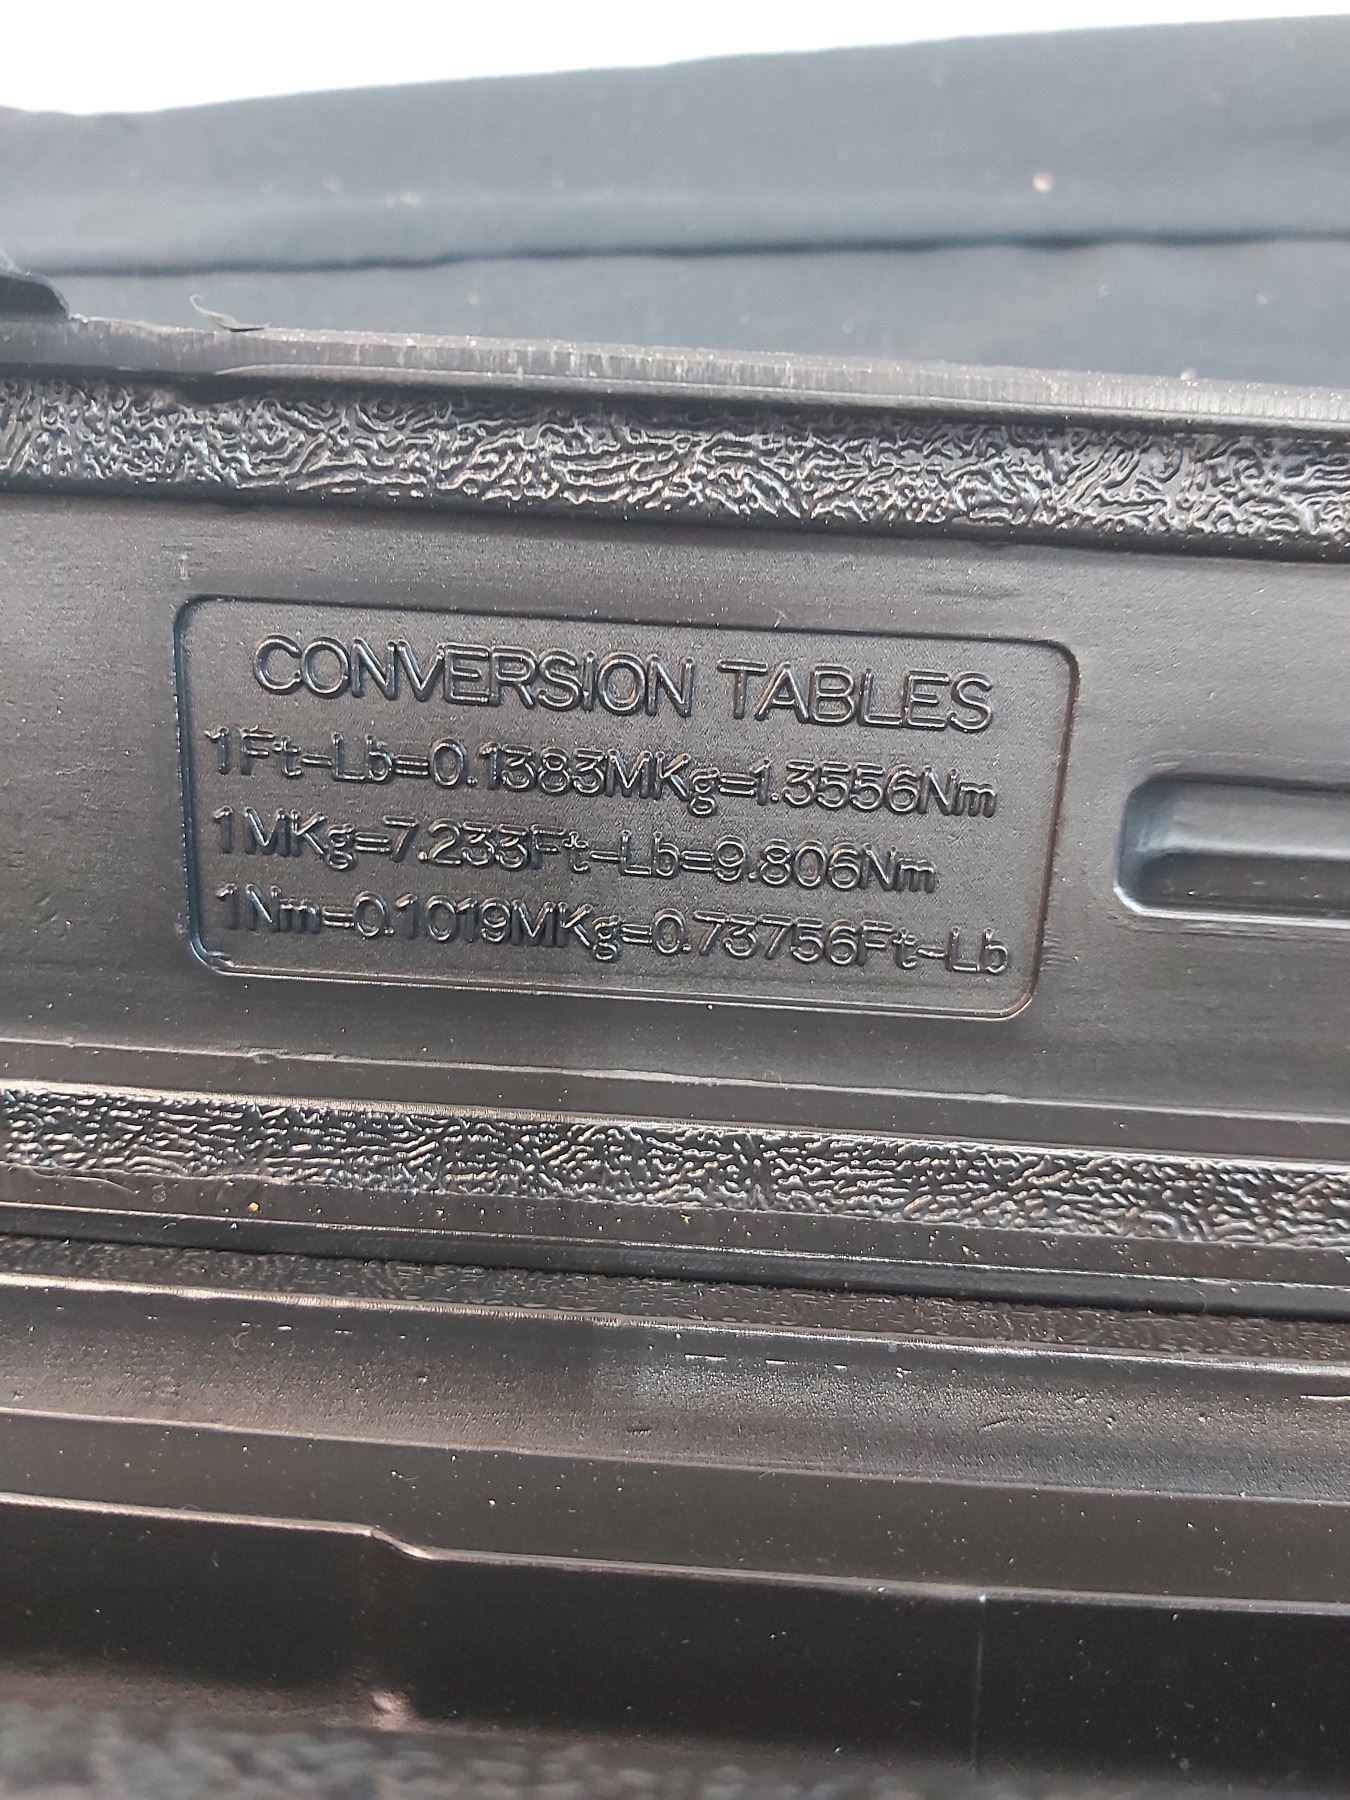 CONVERSION TABLES
1Ft-Lb=0.1383MKg=1.3556Nm
1MKg=7.233Ft-Lb=9.806Nm
1Nm=0.1019MKg=0.73756Ft-Lb